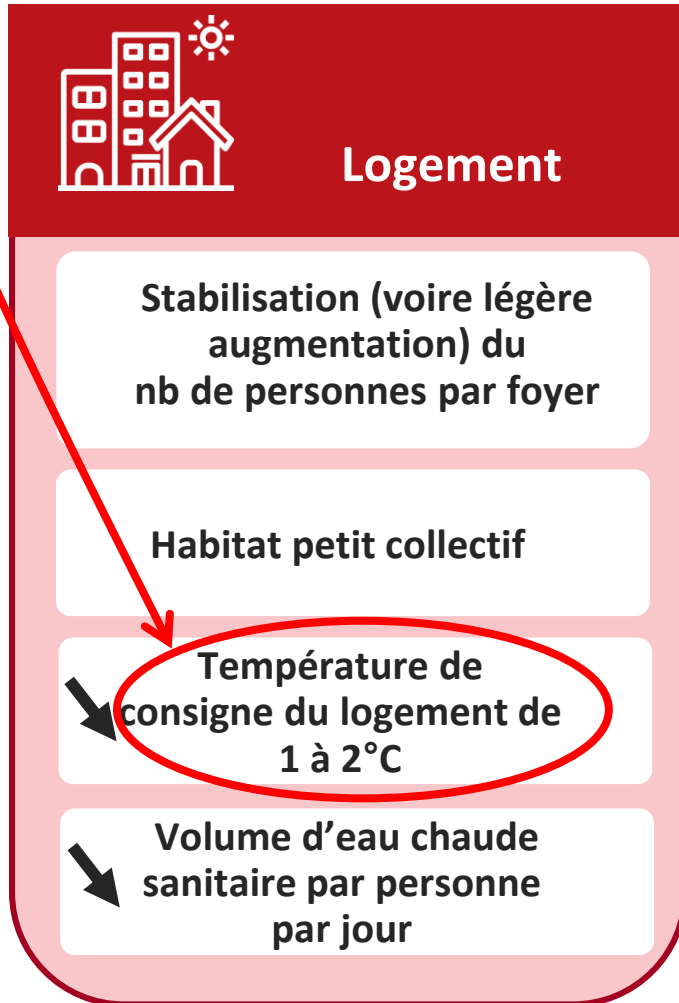 Logement
Stabilisation (voire légère
augmentation) du
nb de personnes par foyer
Habitat petit collectif
Température de
consigne du logement de
1 à 2°C
Volume d’eau chaude
sanitaire par personne
par jour